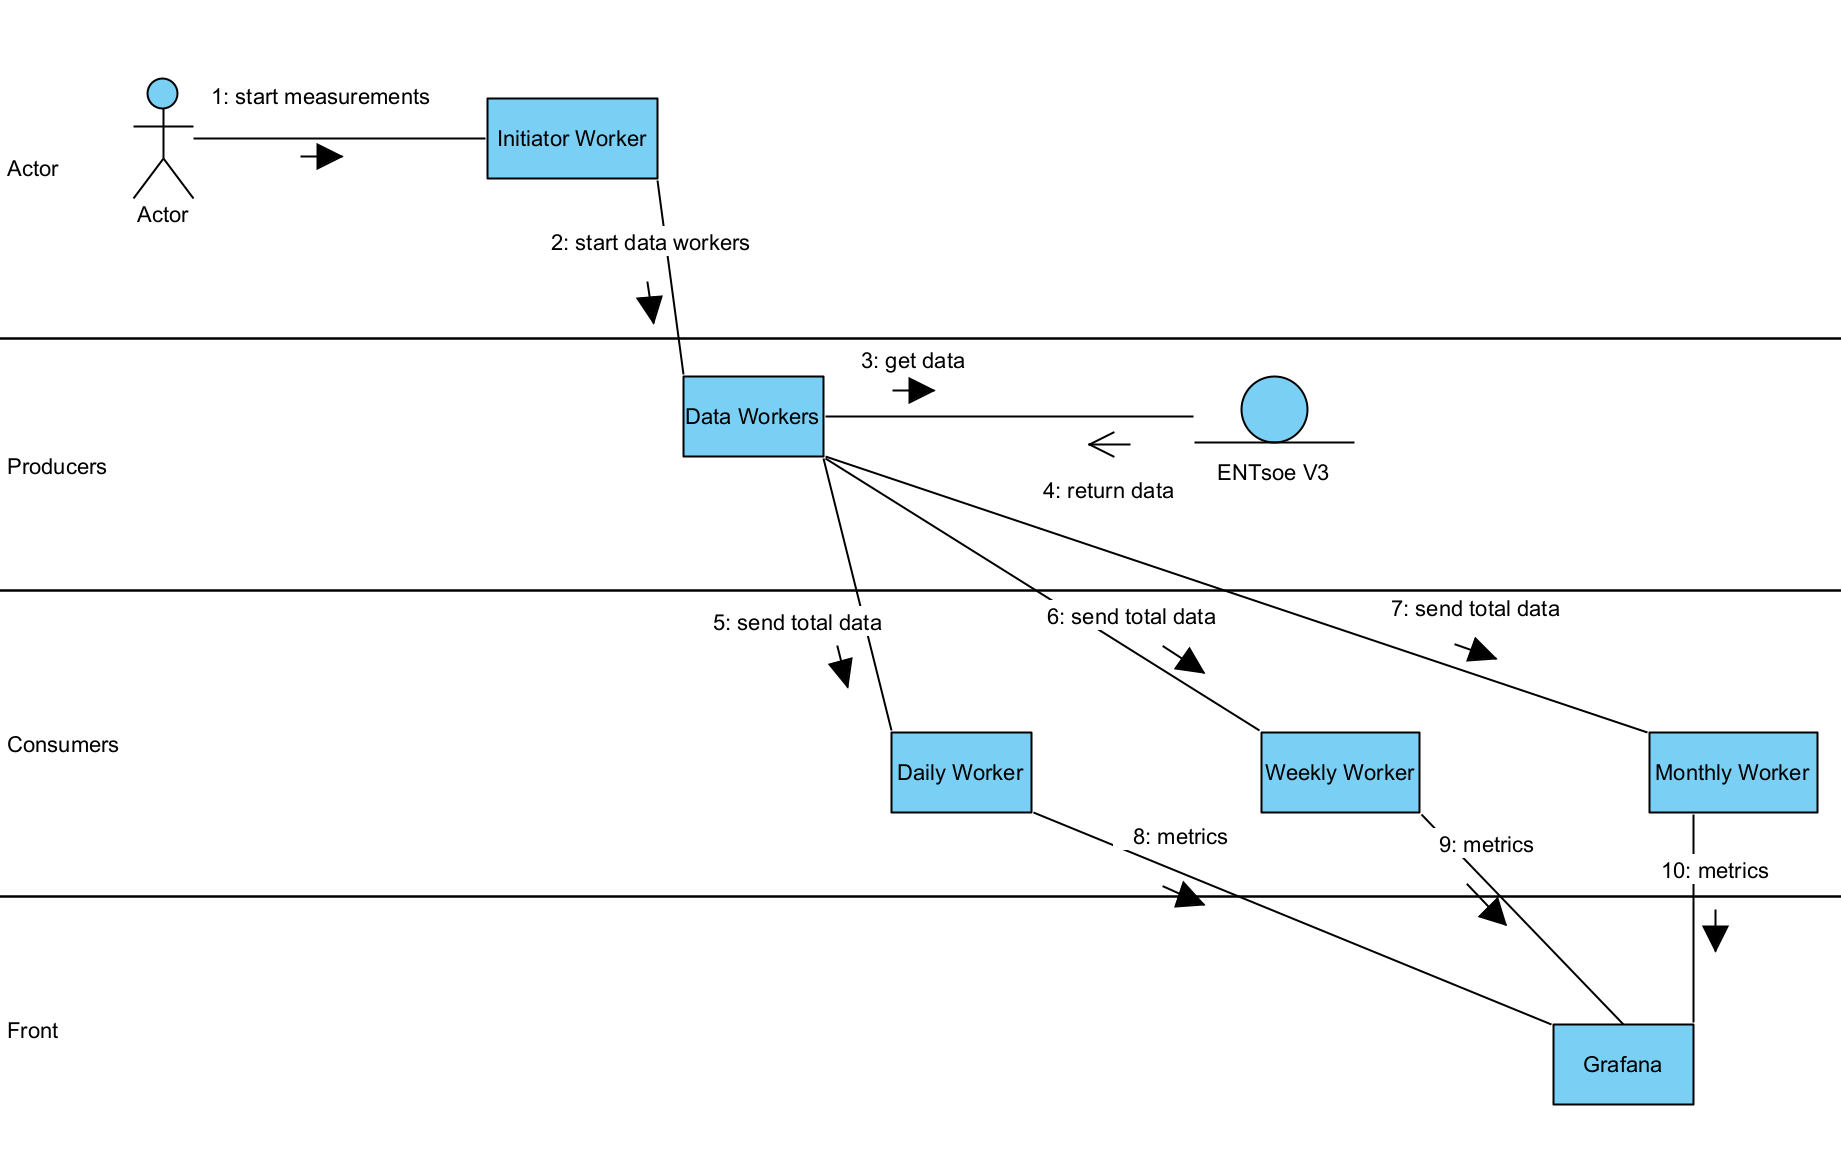 1: start measurements
Initiator Worker
Actor
Actor
2: start data workers
3: get data
Data Workers
Producers
ENTsoe V3
4: return data
5: send total data
6: send total data
7: send total data
Consumers
Daily Worker
Weekly Worker
Monthly Worker
8: metrics
9: metrics
10: metrics
Front
Grafana